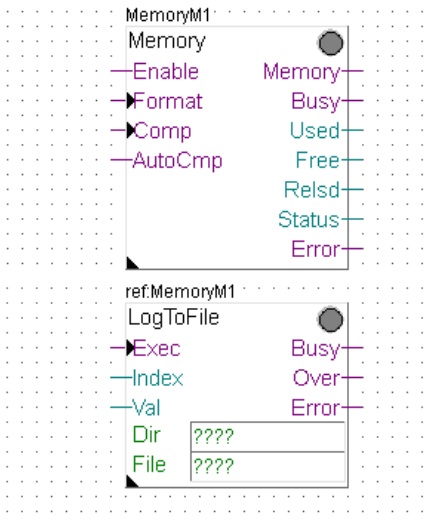 MemoryM1
Memory
Enable Memory
Format Busy
Comp Used
AutoCmp Free
Relsd
Status
Error
ref:MemoryM1
LogToFile
Exec Busy
Index Over
Val Error
Dir ????
File ????